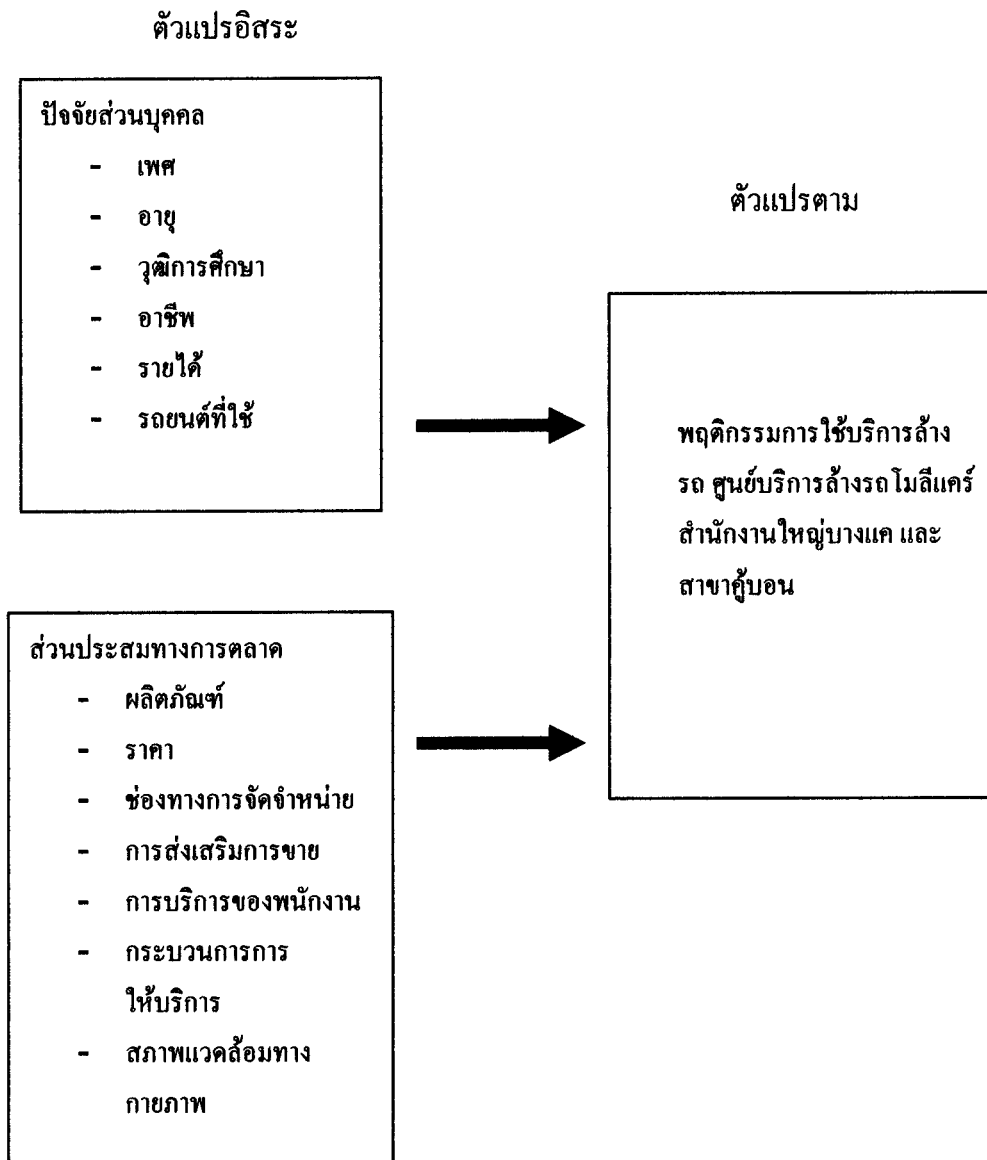 ตัวแปรอิสระ
ปัจจัยส่วนบุคคล
- เพศ
- อายุ
- วุฒิการศึกษา
- อาชีพ
- รายได้
- รถยนต์ที่ใช้
ตัวแปรตาม
พฤติกรรมการใช้บริการล้าง
รถ ศูนย์บริการล้างรถโมลีแคร์
สำนักงานใหญ่บางแค และ
สาขาคู้บอน
ส่วนประสมทางการตลาด
- ผลิตภัณฑ์
- ราคา
- ช่องทางการจัดจำหน่าย
- การส่งเสริมการขาย
- การบริการของพนักงาน
- กระบวนการการ
ให้บริการ
- สภาพแวดล้อมทาง
กายภาพ